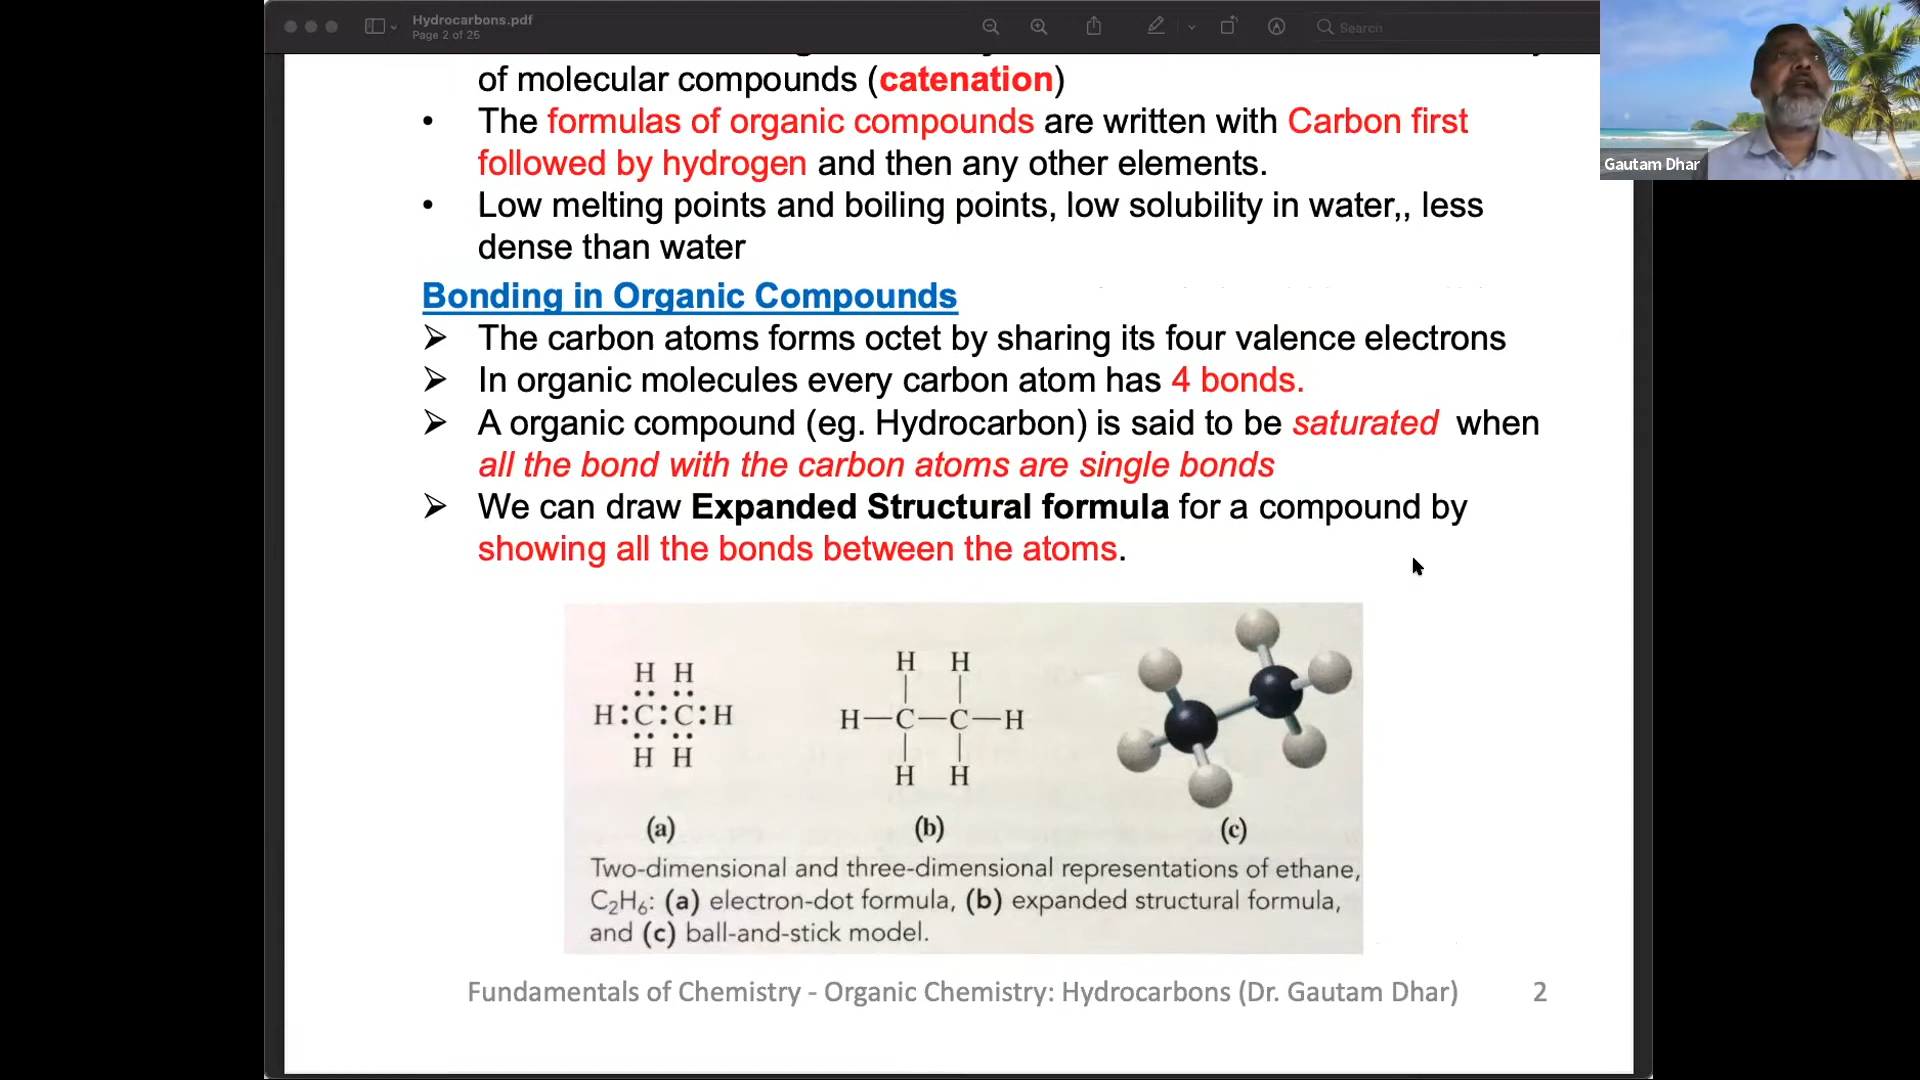 Hydrocarbons.pdf
Page 2 of 25
Search
Gautam Dhar
of molecular compounds (catenation)
• The formulas of organic compounds are written with Carbon first
followed by hydrogen and then any other elements.
• Low melting points and boiling points, low solubility in water,, less
dense than water
Bonding in Organic Compounds
➢ The carbon atoms forms octet by sharing its four valence electrons
➢ In organic molecules every carbon atom has 4 bonds.
➢ A organic compound (eg. Hydrocarbon) is said to be saturated when
all the bond with the carbon atoms are single bonds
➢ We can draw Expanded Structural formula for a compound by
showing all the bonds between the atoms.
H H
H:C:C:H
H H
(a)
H H
H—C—C—H
H H
(b)
(c)
Two-dimensional and three-dimensional representations of ethane,
C₂H₆: (a) electron-dot formula, (b) expanded structural formula,
and (c) ball-and-stick model.
Fundamentals of Chemistry - Organic Chemistry: Hydrocarbons (Dr. Gautam Dhar) 2